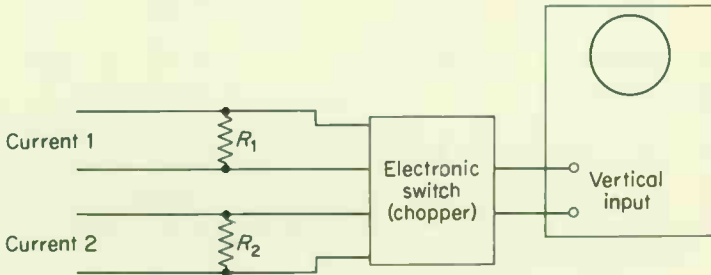 Current 1
R1
Electronic
switch
(chopper)
Vertical
input
Current 2
R2